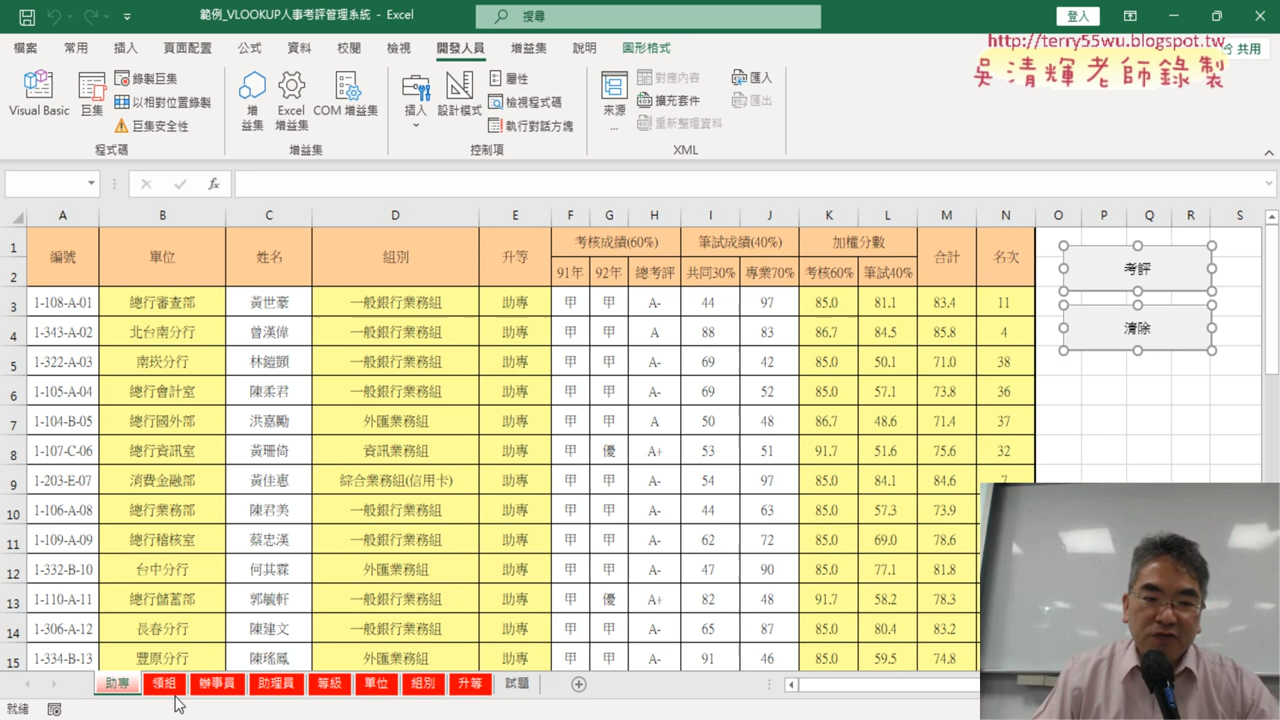 範例_VLOOKUP人事考評管理系統 - Excel
搜尋
登入
檔案 常用 插入 頁面配置 公式 資料 校閱 檢視 開發人員 增益集 說明 圖形格式 共用
http://terry55wu.blogspot.tw
吳清輝老師錄製
Visual Basic 巨集 錄製巨集 以相對位置錄製 巨集安全性
增益集 Excel 增益集 COM 增益集
插入 設計模式 屬性 檢視程式碼 執行對話方塊
來源... 對應內容 擴充套件 重新整理資料 匯入 匯出
程式碼 增益集 控制項 XML
fx
A B C D E F G H I J K L M N O P Q R S
1 編號 單位 姓名 組別 升等 考核成績(60%) 筆試成績(40%) 加權分數 合計 名次
2 91年 92年 總考評 共同30% 專業70% 考核60% 筆試40%
考評
清除
3 1-108-A-01 總行審查部 黃世豪 一般銀行業務組 助專 甲 甲 A- 44 97 85.0 81.1 83.4 11
4 1-343-A-02 北台南分行 曾漢偉 一般銀行業務組 助專 甲 甲 A 88 83 86.7 84.5 85.8 4
5 1-322-A-03 南崁分行 林鎧顗 一般銀行業務組 助專 甲 甲 A- 69 42 85.0 50.1 71.0 38
6 1-105-A-04 總行會計室 陳柔君 一般銀行業務組 助專 甲 甲 A- 69 52 85.0 57.1 73.8 36
7 1-104-B-05 總行國外部 洪嘉勵 外匯業務組 助專 甲 甲 A 50 48 86.7 48.6 71.4 37
8 1-107-C-06 總行資訊室 黃珊倚 資訊業務組 助專 甲 優 A+ 53 51 91.7 51.6 75.6 32
9 1-203-E-07 消費金融部 黃佳惠 綜合業務組(信用卡) 助專 甲 甲 A- 54 97 85.0 84.1 84.6 7
10 1-106-A-08 總行業務部 陳君美 一般銀行業務組 助專 甲 甲 A- 44 63 85.0 57.3 73.9
11 1-109-A-09 總行稽核室 蔡忠漢 一般銀行業務組 助專 甲 甲 A- 62 72 85.0 69.0 78.6
12 1-332-B-10 台中分行 何其霖 外匯業務組 助專 甲 甲 A- 47 90 85.0 77.1 81.8
13 1-110-A-11 總行儲蓄部 郭毓軒 一般銀行業務組 助專 甲 優 A+ 82 48 91.7 58.2 78.3
14 1-306-A-12 長春分行 陳建文 一般銀行業務組 助專 甲 甲 A- 65 87 85.0 80.4 83.2
15 1-334-B-13 豐原分行 陳瑤鳳 外匯業務組 助專 甲 甲 A- 91 46 85.0 59.5 74.8
助專 領組 辦事員 助理員 等級 單位 組別 升等 試題
就緒